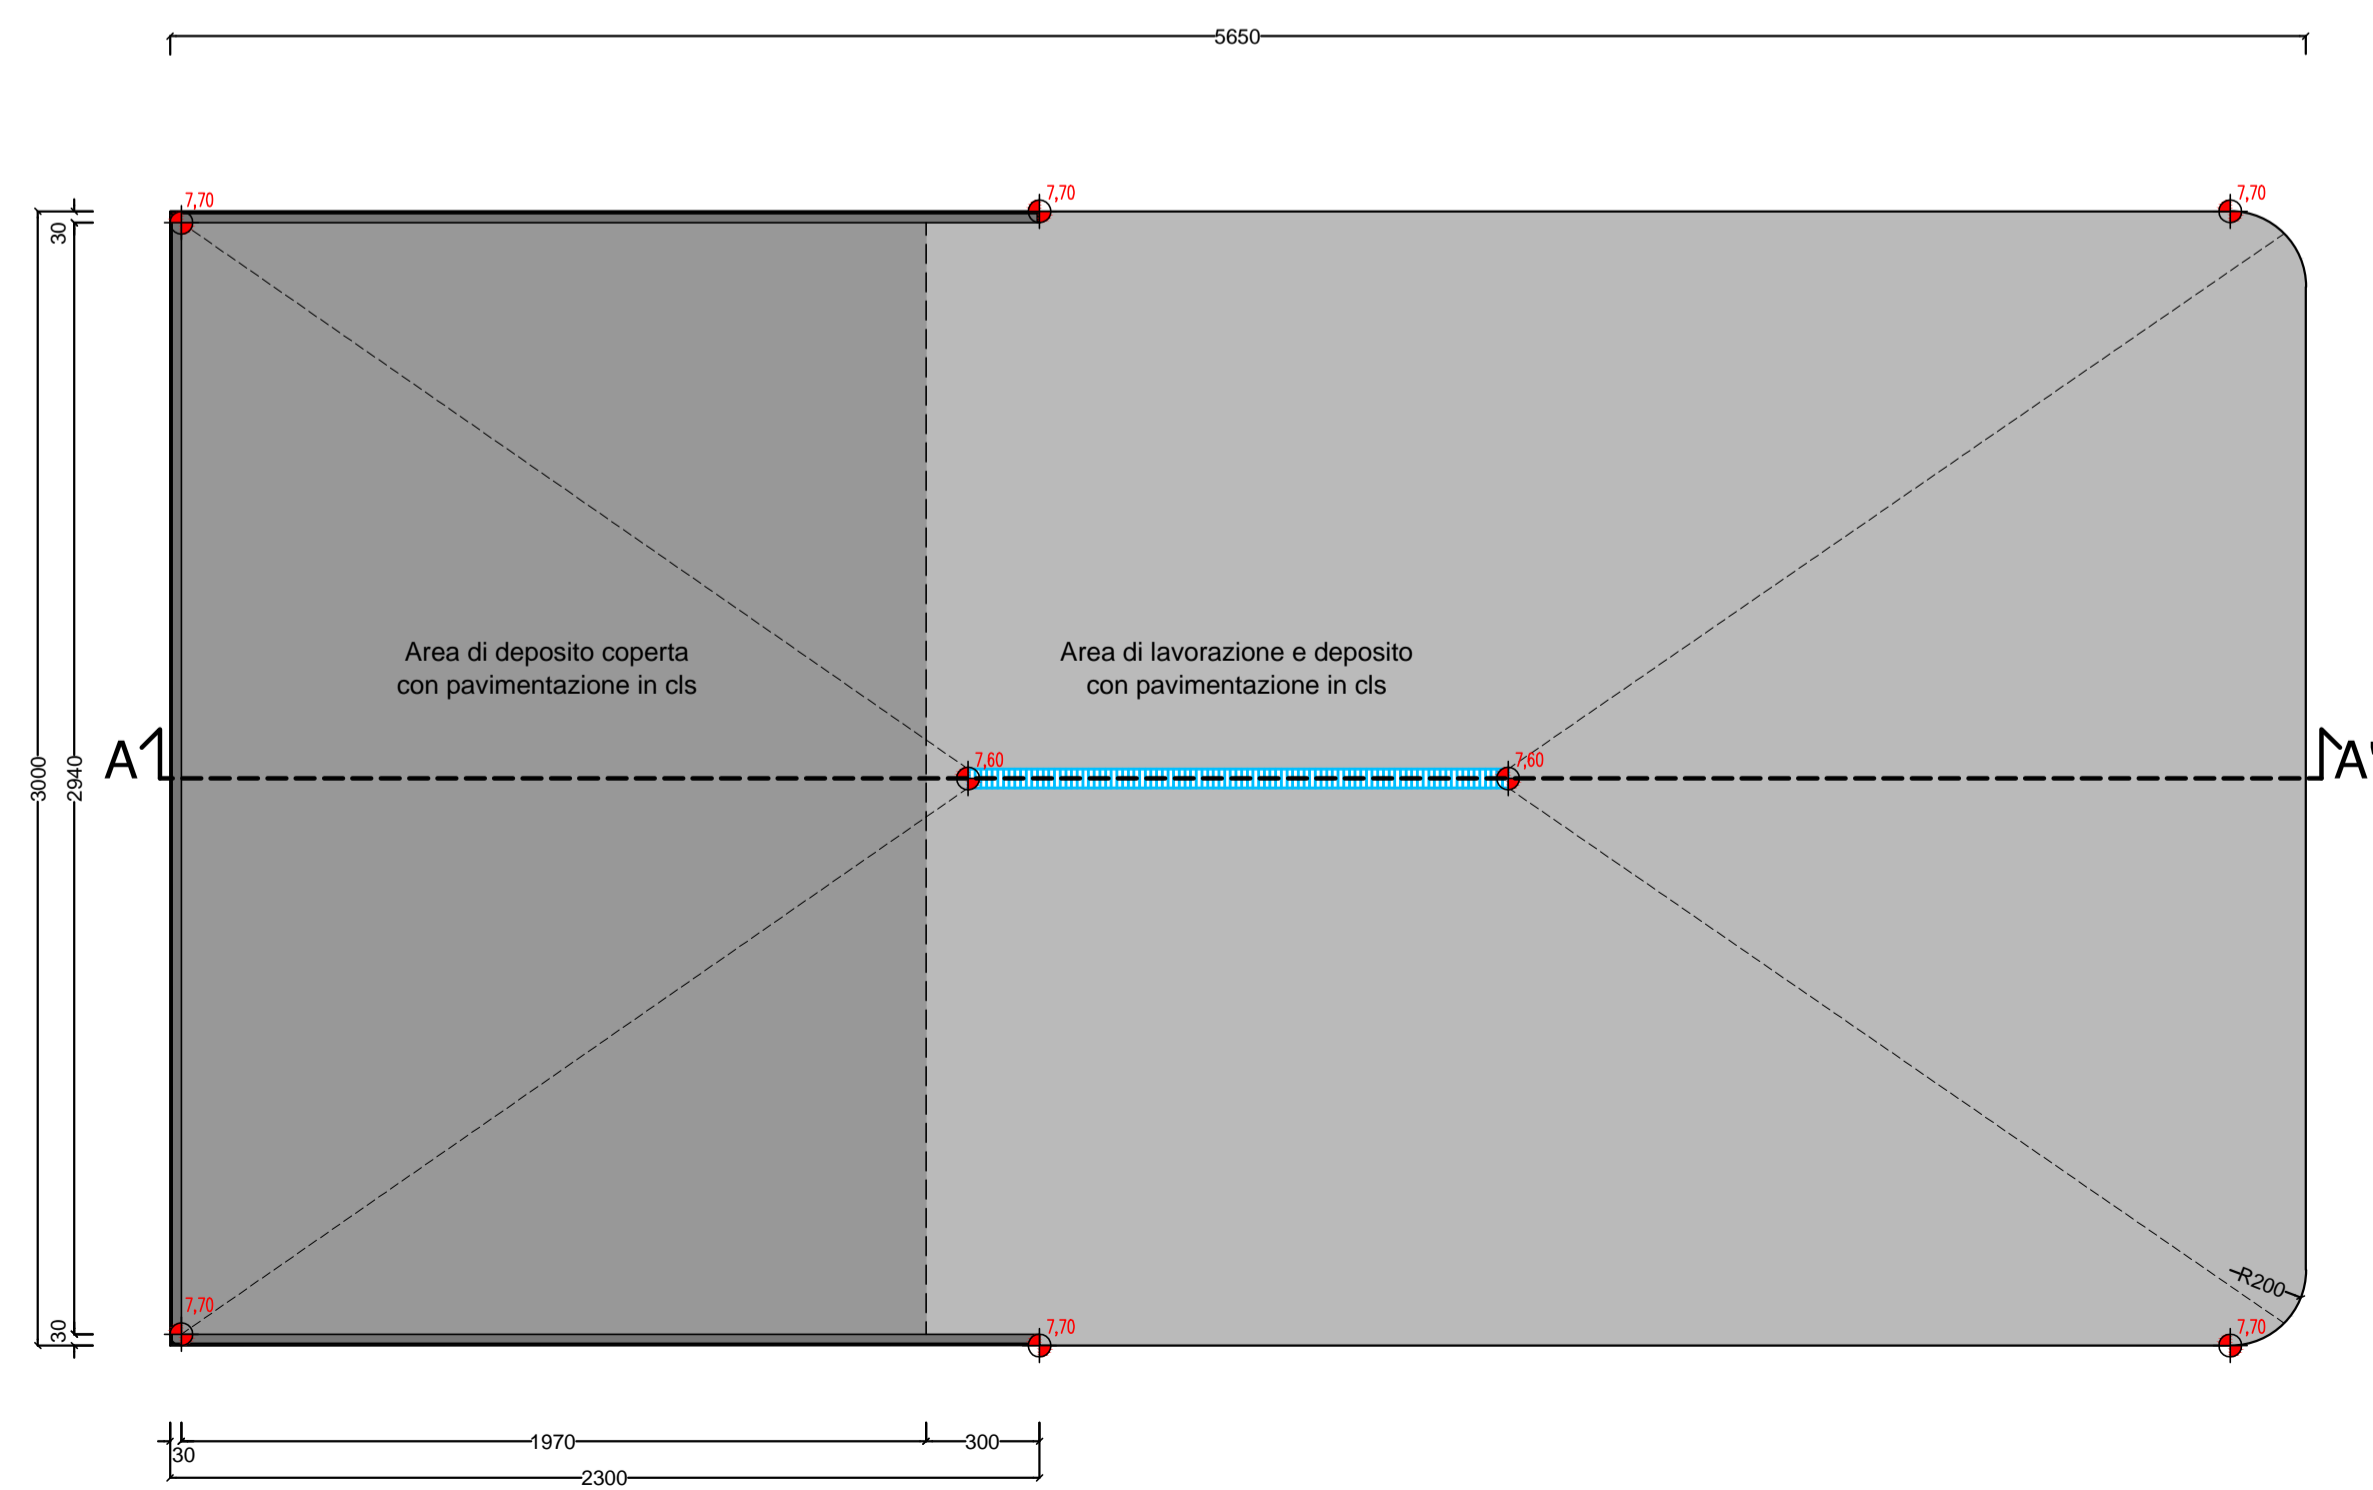 5650
7,70
7,70
7,70
30
Area di deposito coperta
con pavimentazione in cls
Area di lavorazione e deposito
con pavimentazione in cls
A
7,60
7,60
A'
3000
2940
R200
7,70
7,70
7,70
30
1970
300
30
2300